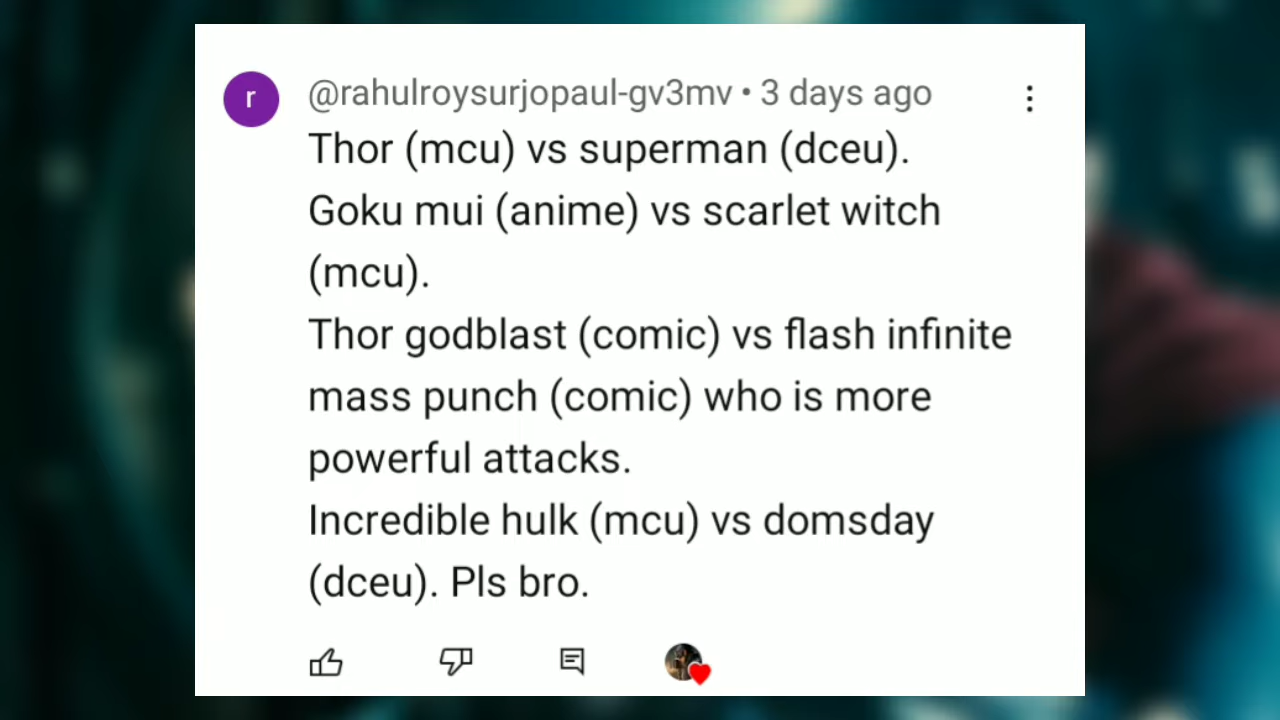 r
@rahulroysurjopaul-gv3mv • 3 days ago
Thor (mcu) vs superman (dceu).
Goku mui (anime) vs scarlet witch
(mcu).
Thor godblast (comic) vs flash infinite
mass punch (comic) who is more
powerful attacks.
Incredible hulk (mcu) vs domsday
(dceu). Pls bro.